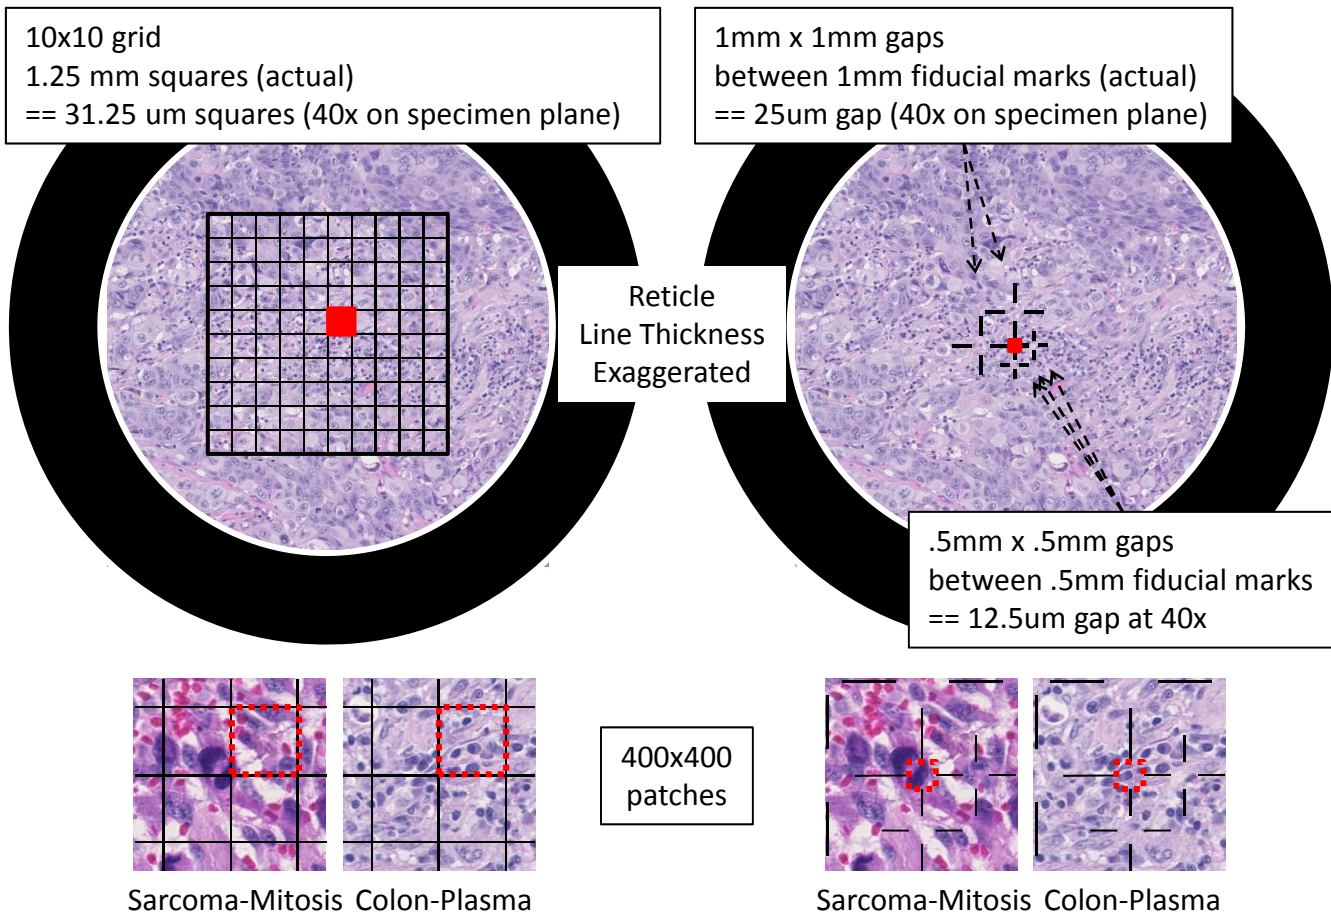 10x10 grid
1.25 mm squares (actual)
== 31.25 um squares (40x on specimen plane)
1mm x 1mm gaps
between 1mm fiducial marks (actual)
== 25um gap (40x on specimen plane)
Reticle
Line Thickness
Exaggerated
.5mm x .5mm gaps
between .5mm fiducial marks
== 12.5um gap at 40x
400x400
patches
Sarcoma-Mitosis Colon-Plasma
Sarcoma-Mitosis Colon-Plasma